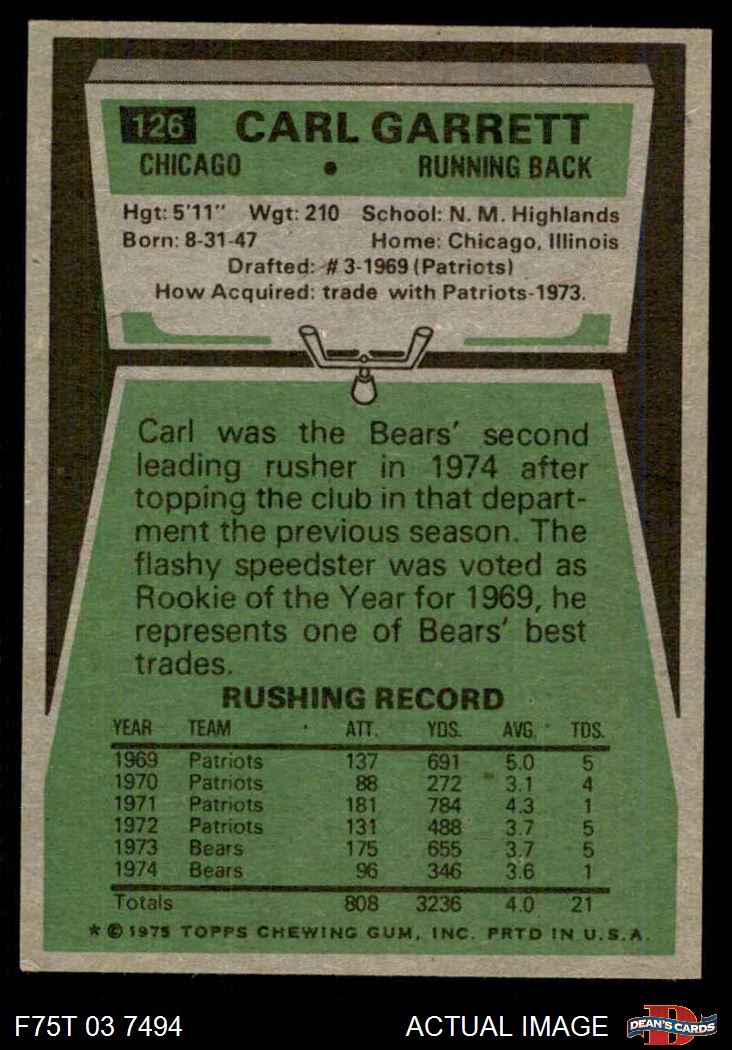 126 CARL GARRETT
CHICAGO • RUNNING BACK
Hgt: 5'11" Wgt: 210 School: N. M. Highlands
Born: 8-31-47 Home: Chicago, Illinois
Drafted: #3-1969 (Patriots)
How Acquired: trade with Patriots-1973.
Carl was the Bears' second
leading rusher in 1974 after
topping the club in that depart-
ment the previous season. The
flashy speedster was voted as
Rookie of the Year for 1969, he
represents one of Bears' best
trades.
RUSHING RECORD
YEAR TEAM ATT. YDS. AVG. TDS.
1969 Patriots 137 691 5.0 5
1970 Patriots 88 272 3.1 4
1971 Patriots 181 784 4.3 1
1972 Patriots 131 488 3.7 5
1973 Bears 175 655 3.7 5
1974 Bears 96 346 3.6 1
Totals 808 3236 4.0 21
* © 1975 TOPPS CHEWING GUM, INC. PRTD IN U.S.A.
F75T 03 7494 ACTUAL IMAGE D DEAN'S CARDS